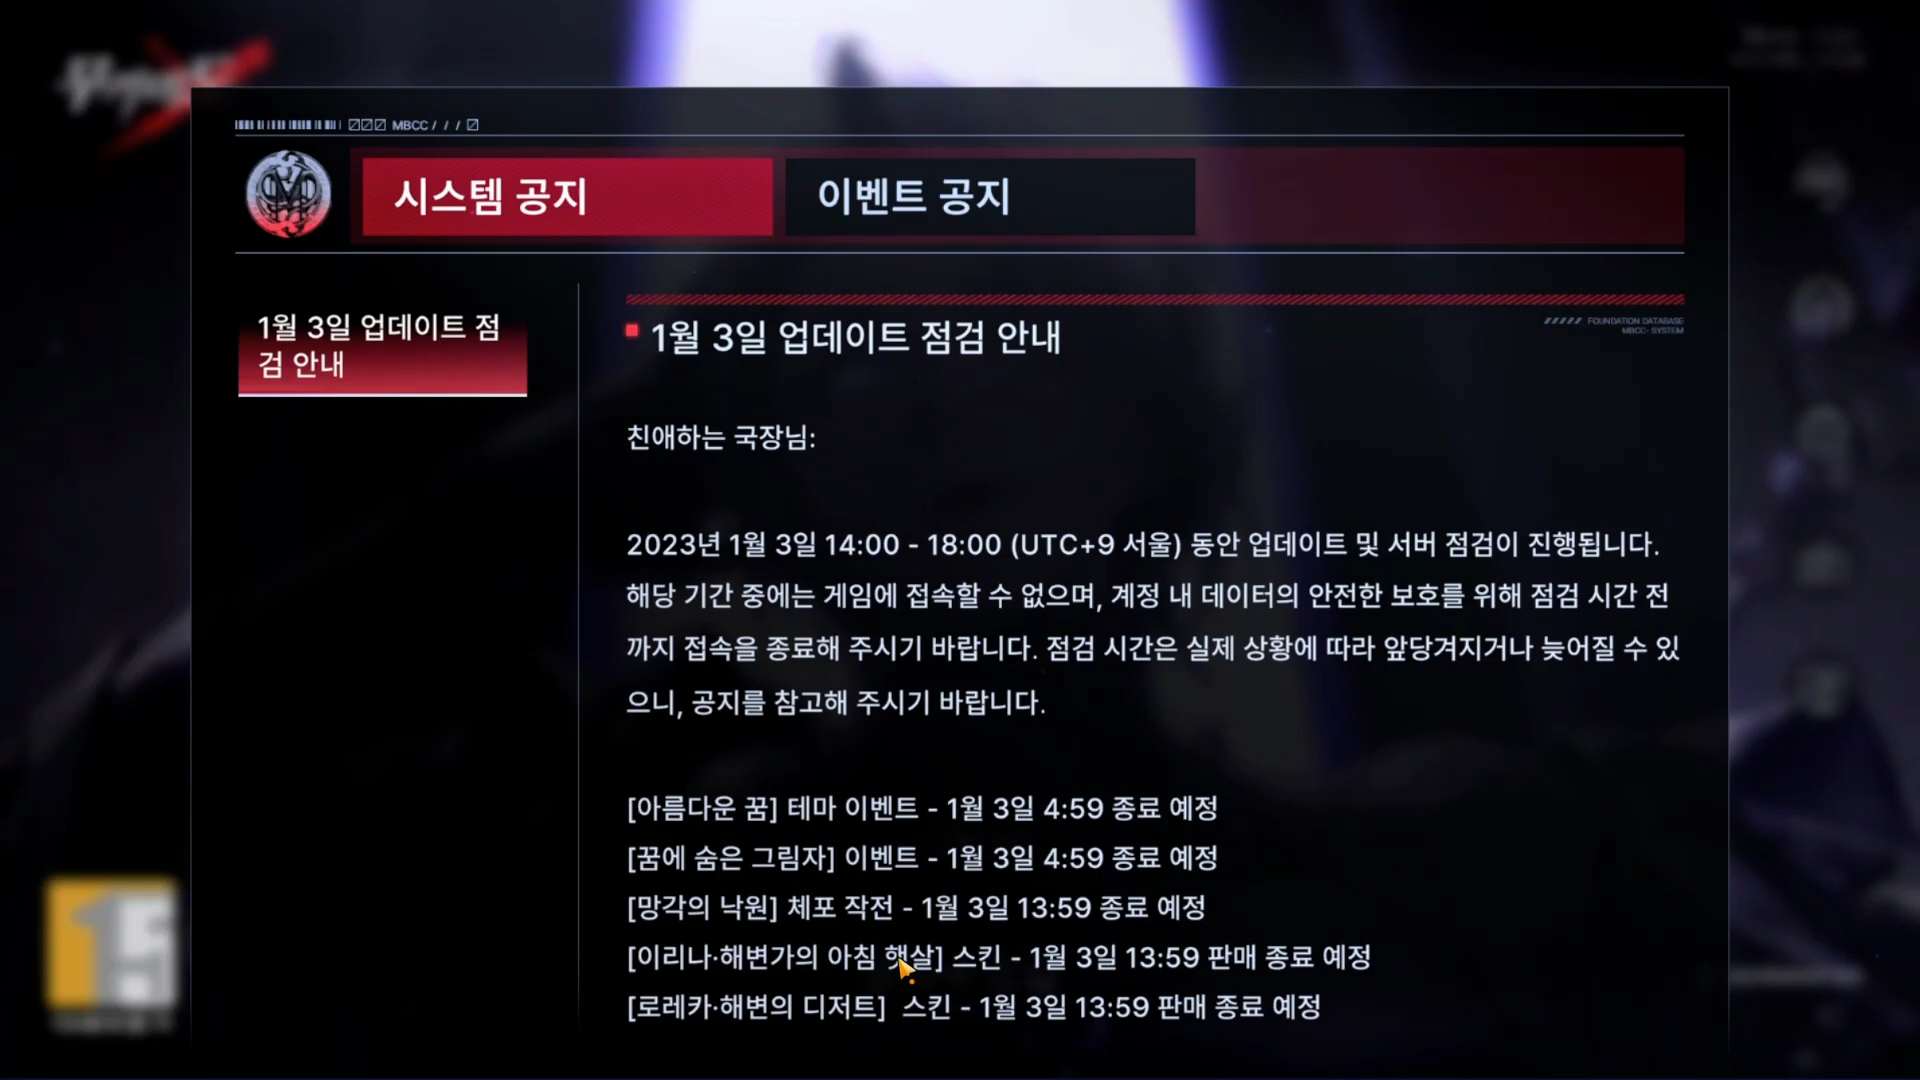 MBCC / / /
시스템 공지
이벤트 공지
1월 3일 업데이트 점
검 안내
FOUNDATION DATABASE
MBCC- SYSTEM
1월 3일 업데이트 점검 안내
친애하는 국장님:
2023년 1월 3일 14:00 - 18:00 (UTC+9 서울) 동안 업데이트 및 서버 점검이 진행됩니다.
해당 기간 중에는 게임에 접속할 수 없으며, 계정 내 데이터의 안전한 보호를 위해 점검 시간 전
까지 접속을 종료해 주시기 바랍니다. 점검 시간은 실제 상황에 따라 앞당겨지거나 늦어질 수 있
으니, 공지를 참고해 주시기 바랍니다.
[아름다운 꿈] 테마 이벤트 - 1월 3일 4:59 종료 예정
[꿈에 숨은 그림자] 이벤트 - 1월 3일 4:59 종료 예정
[망각의 낙원] 체포 작전 - 1월 3일 13:59 종료 예정
[이리나·해변가의 아침 햇살] 스킨 - 1월 3일 13:59 판매 종료 예정
[로레카·해변의 디저트] 스킨 - 1월 3일 13:59 판매 종료 예정